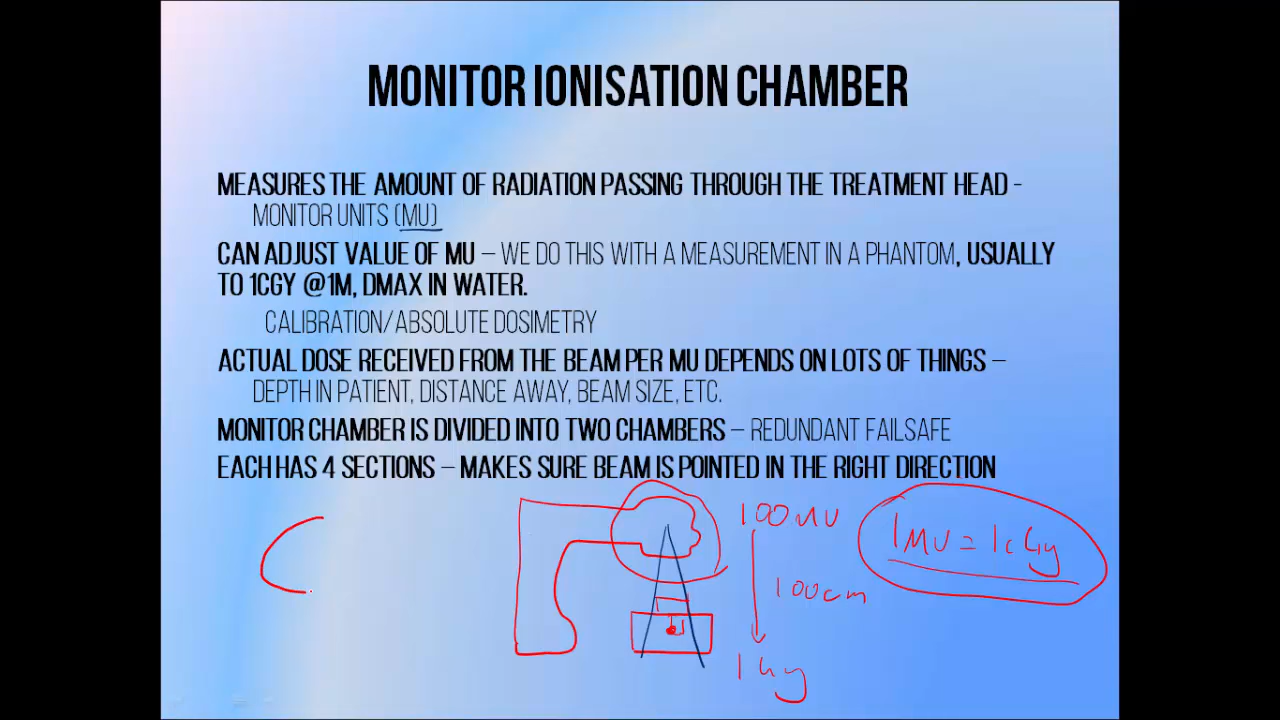 MONITOR IONISATION CHAMBER
MEASURES THE AMOUNT OF RADIATION PASSING THROUGH THE TREATMENT HEAD -
MONITOR UNITS (MU)
CAN ADJUST VALUE OF MU – WE DO THIS WITH A MEASUREMENT IN A PHANTOM, USUALLY
TO 1CGY @1M, DMAX IN WATER.
CALIBRATION/ABSOLUTE DOSIMETRY
ACTUAL DOSE RECEIVED FROM THE BEAM PER MU DEPENDS ON LOTS OF THINGS –
DEPTH IN PATIENT, DISTANCE AWAY, BEAM SIZE, ETC.
MONITOR CHAMBER IS DIVIDED INTO TWO CHAMBERS – REDUNDANT FAILSAFE
EACH HAS 4 SECTIONS – MAKES SURE BEAM IS POINTED IN THE RIGHT DIRECTION
100MU
1MU = 1cGy
100cm
1Gy